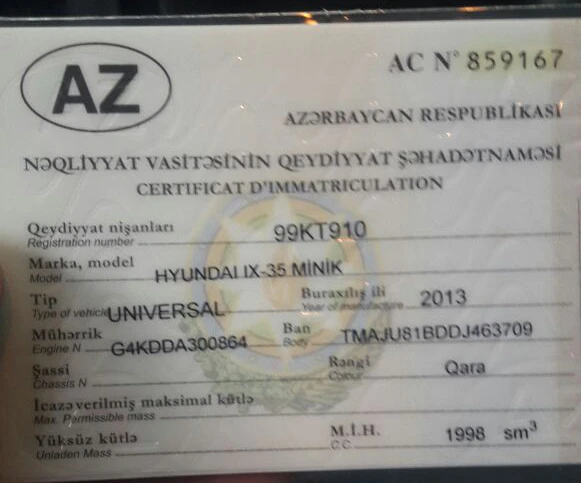 AZ
AC N° 859167
AZƏRBAYCAN RESPUBLİKASI
NƏQLİYYAT VASİTƏSİNİN QEYDİYYAT ŞƏHADƏTNAMƏSİ
CERTIFICAT D'IMMATRICULATION
Qeydiyyat nişanları 99KT910
Registration number
Marka, model HYUNDAI IX-35 MİNİK
Model
Tip UNIVERSAL Buraxılış ili 2013
Type of vehicle Year of manufacture
Mühərrik G4KDDA300864 Ban TMAJU81BDDJ463709
Engine N Body
Şassi Rəngi Qara
Chassis N Colour
İcazə verilmiş maksimal kütlə
Max. Permissible mass
Yüksüz kütlə M.İ.H. 1998 sm³
Unladen Mass C C